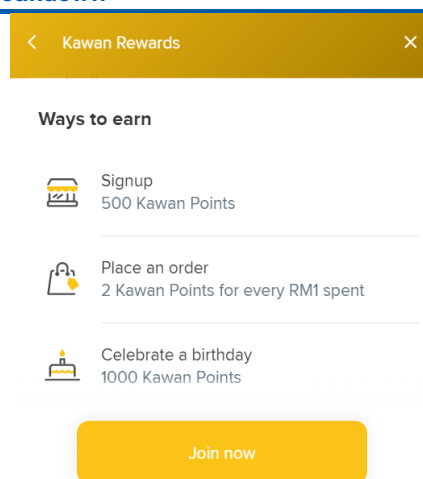 Kawan Rewards
Ways to earn
Signup
500 Kawan Points
Place an order
2 Kawan Points for every RM1 spent
Celebrate a birthday
1000 Kawan Points
Join now